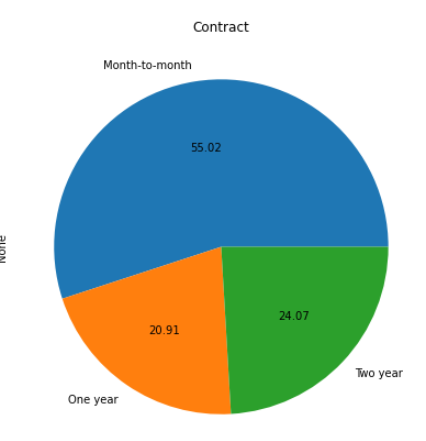 Contract
Month-to-month
55.02
None
20.91
24.07
Two year
One year